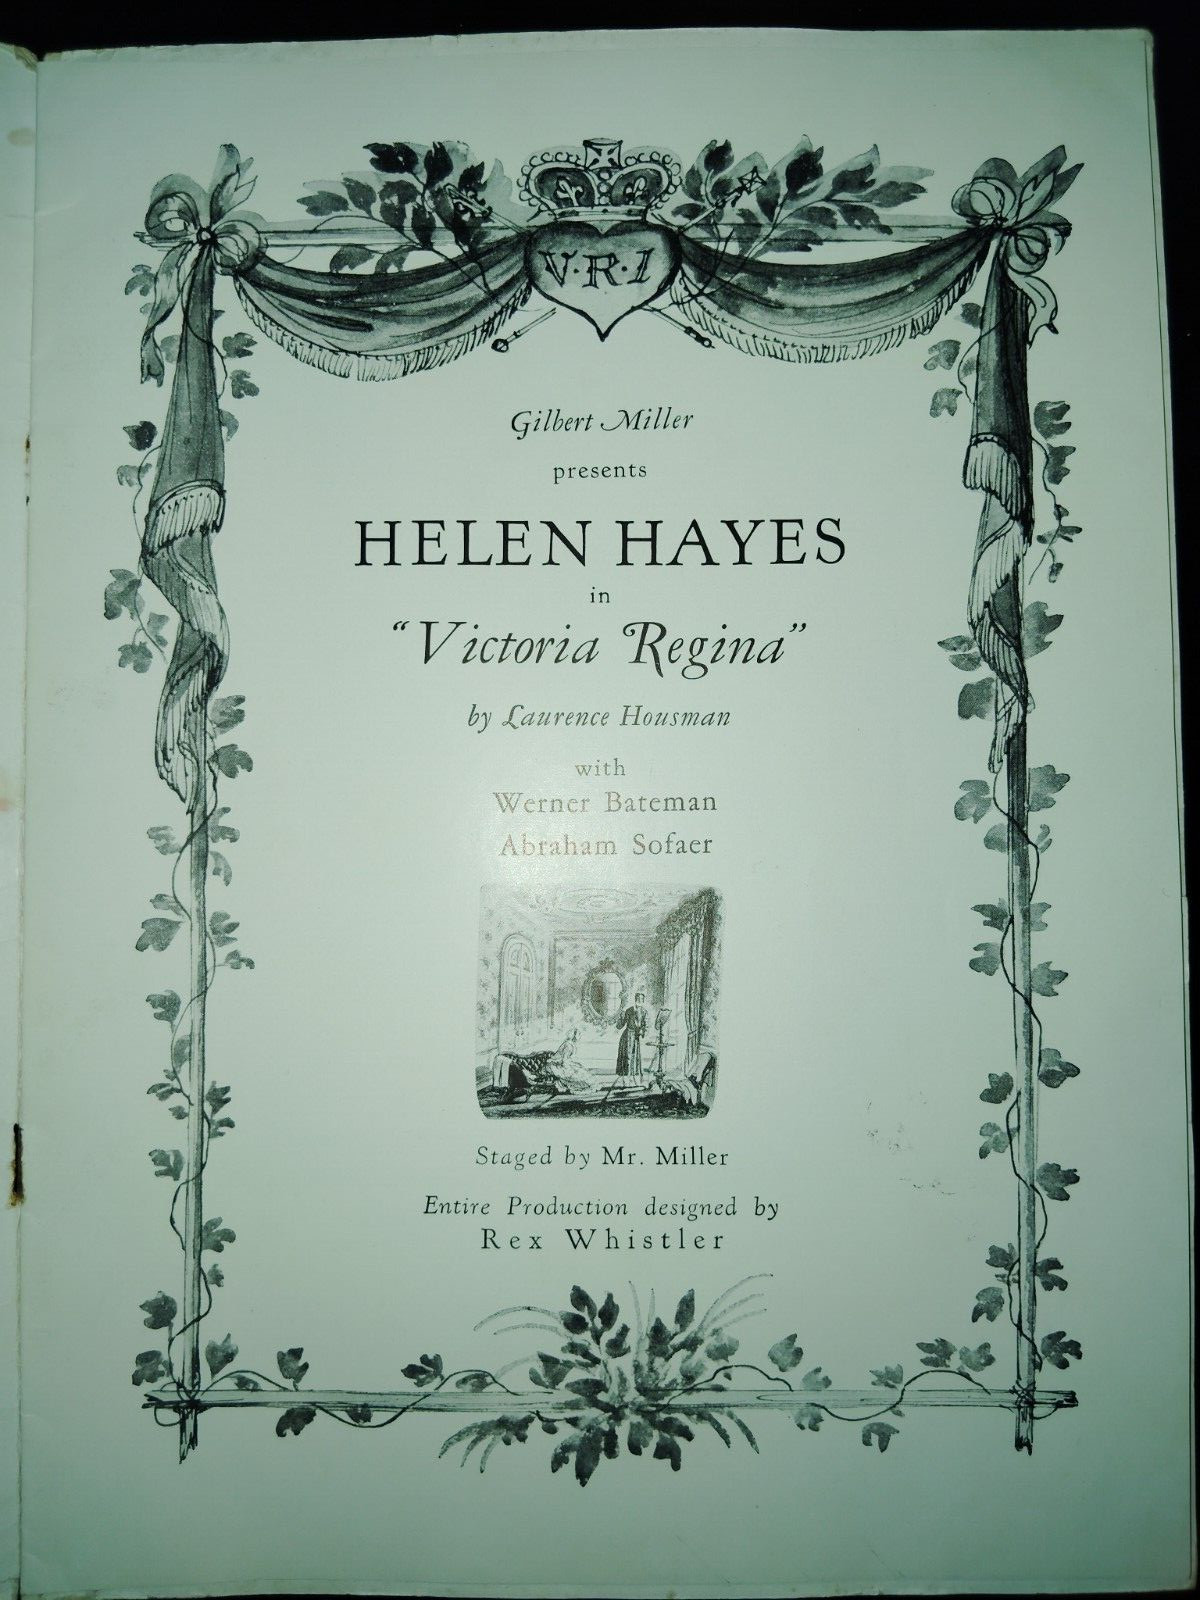 V·R·I
Gilbert Miller
presents
HELEN HAYES
in
"Victoria Regina"
by Laurence Housman
with
Werner Bateman
Abraham Sofaer
Staged by Mr. Miller
Entire Production designed by
Rex Whistler